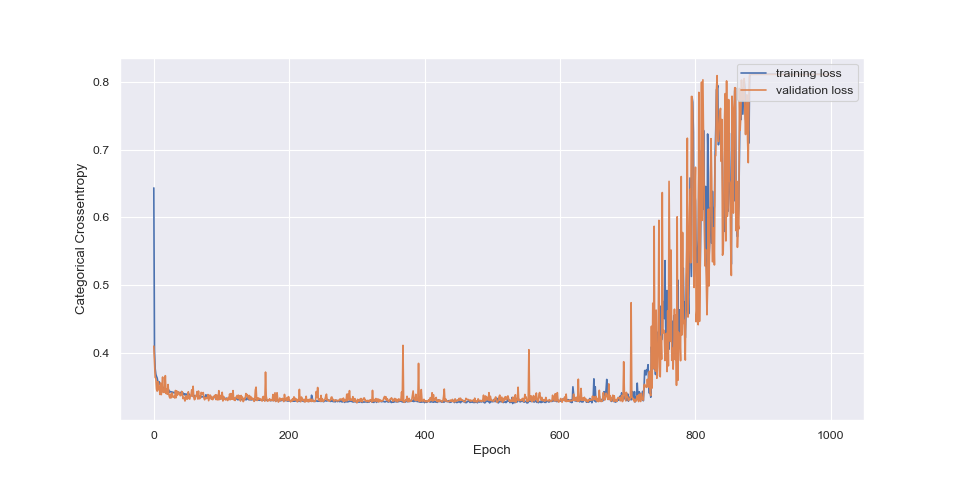 training loss
validation loss
0.8
0.7
0.6
0.5
0.4
Categorical Crossentropy
0 200 400 600 800 1000
Epoch